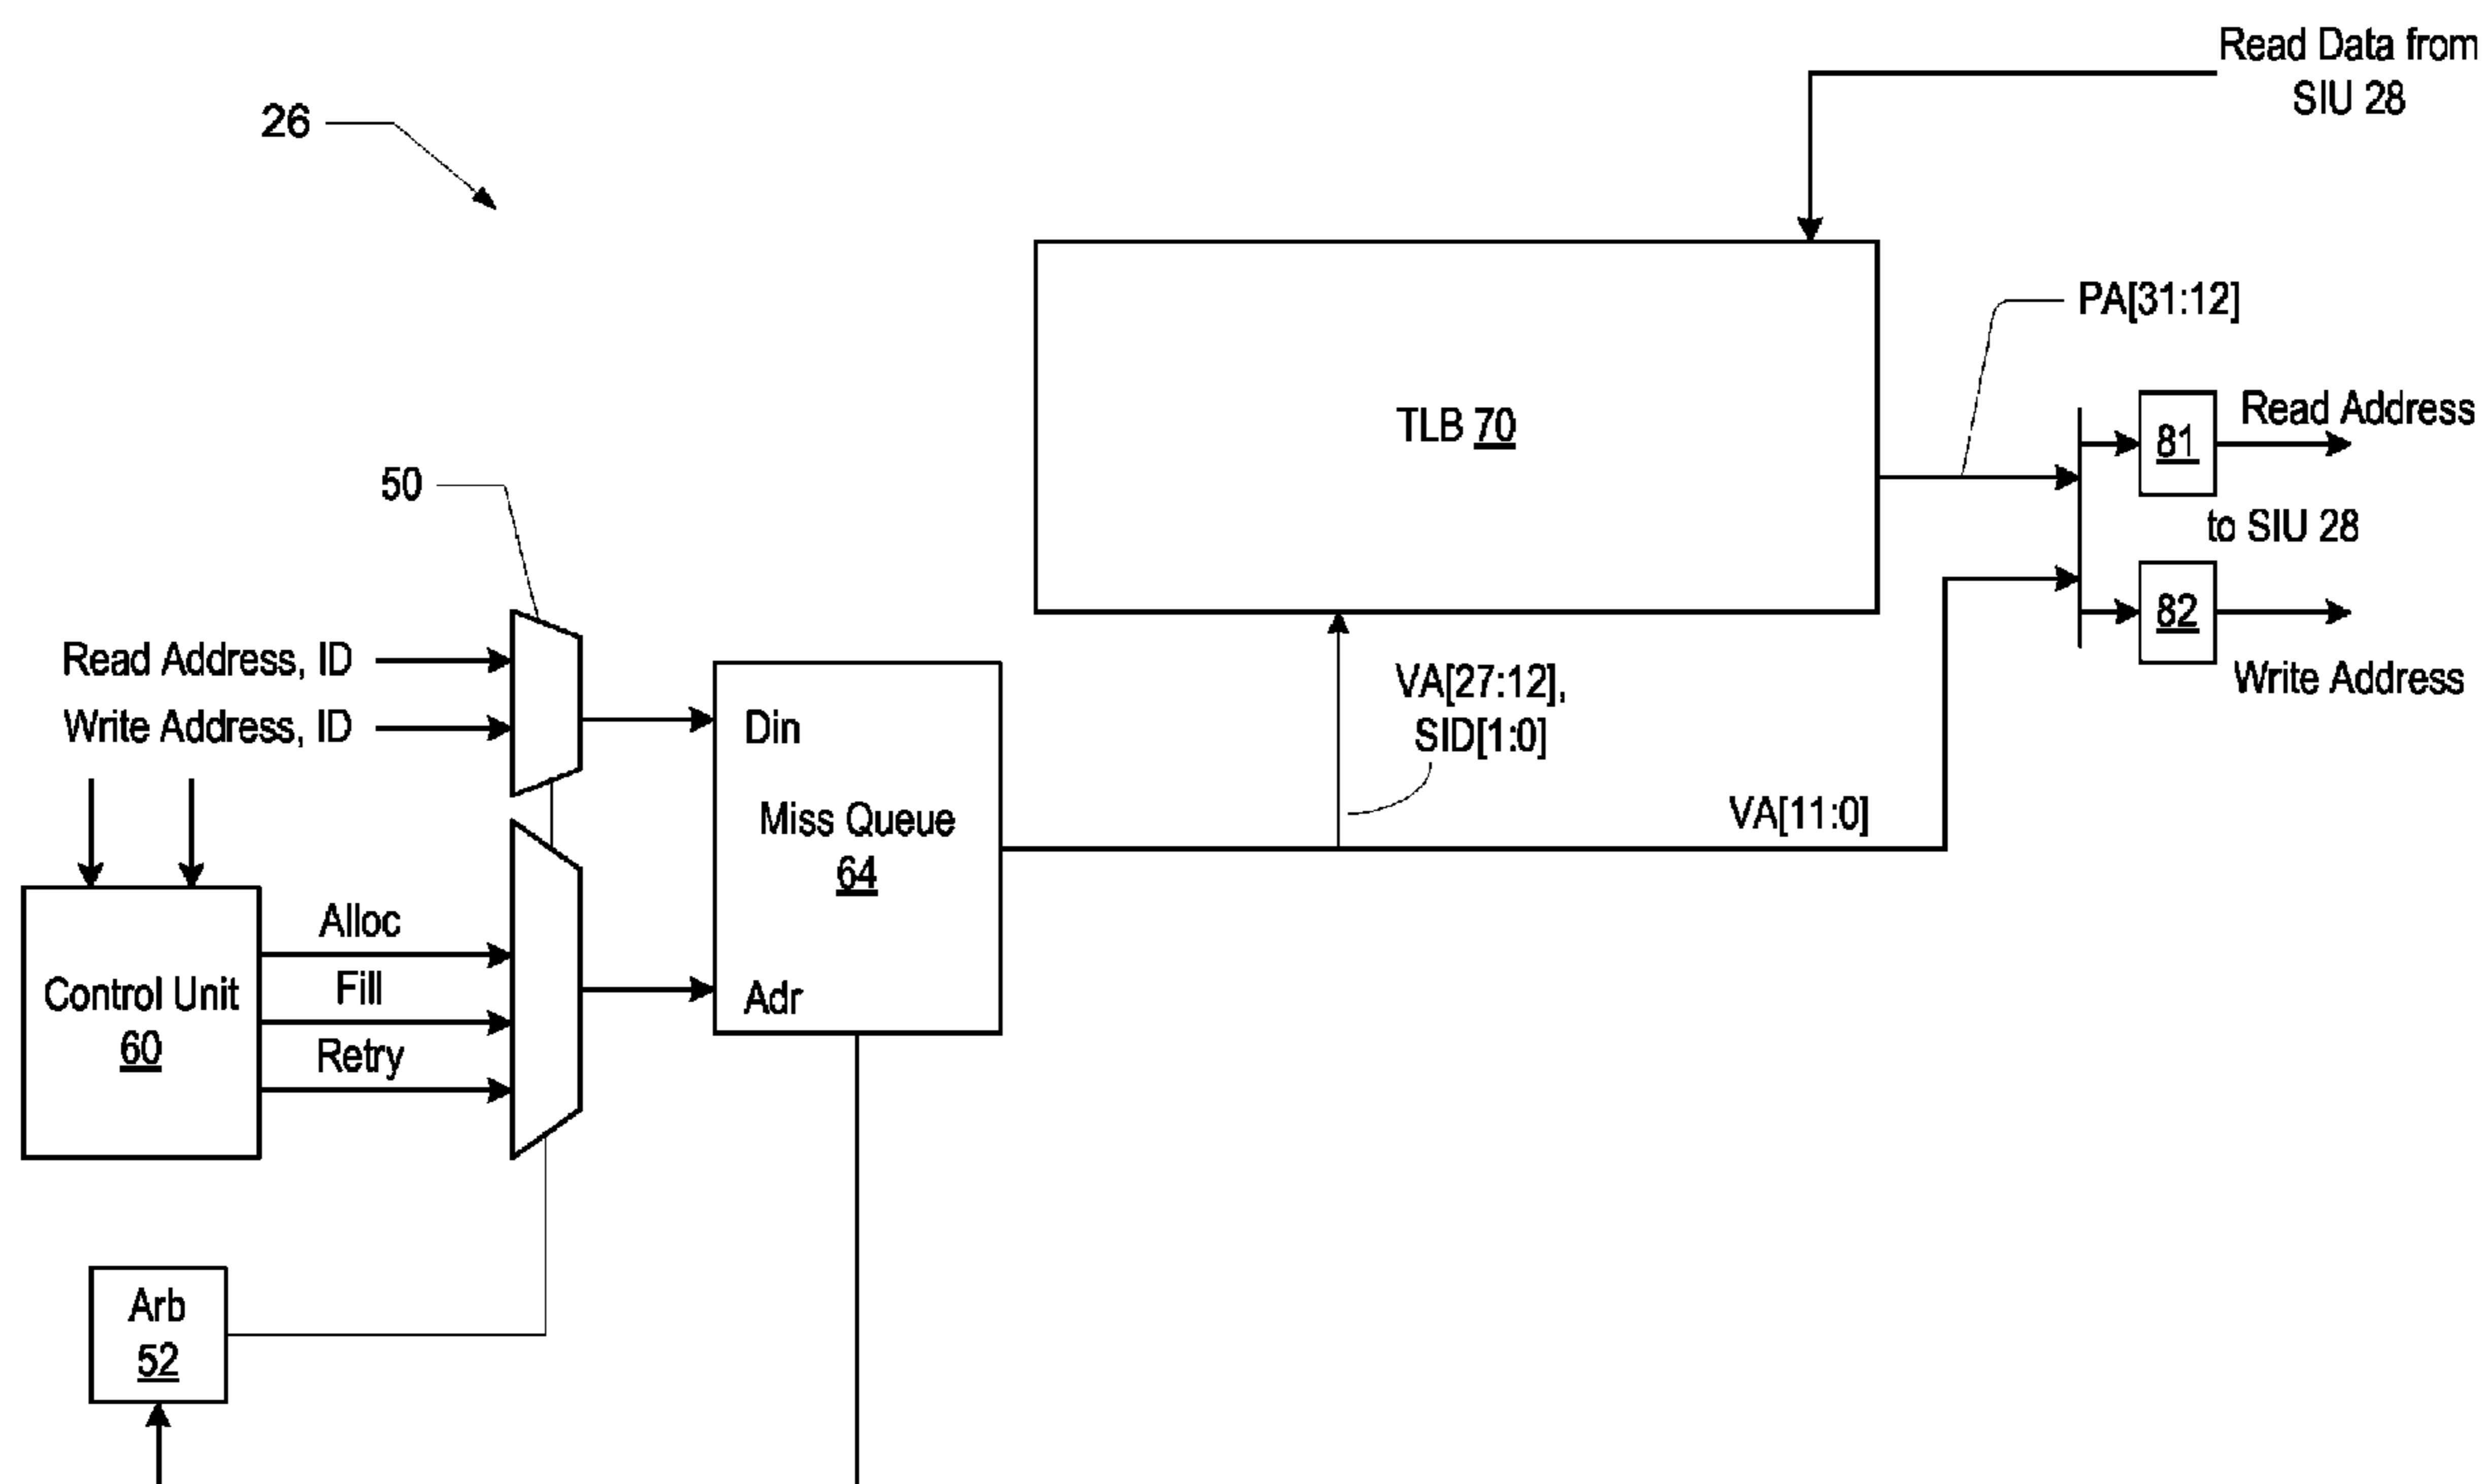 Read Data from
SIU 28
26
PA[31:12]
TLB 70
81
Read Address
50
to SIU 28
82
Write Address
Read Address, ID
Write Address, ID
VA[27:12],
SID[1:0]
Din
Miss Queue
64
Adr
VA[11:0]
Alloc
Fill
Retry
Control Unit
60
Arb
52